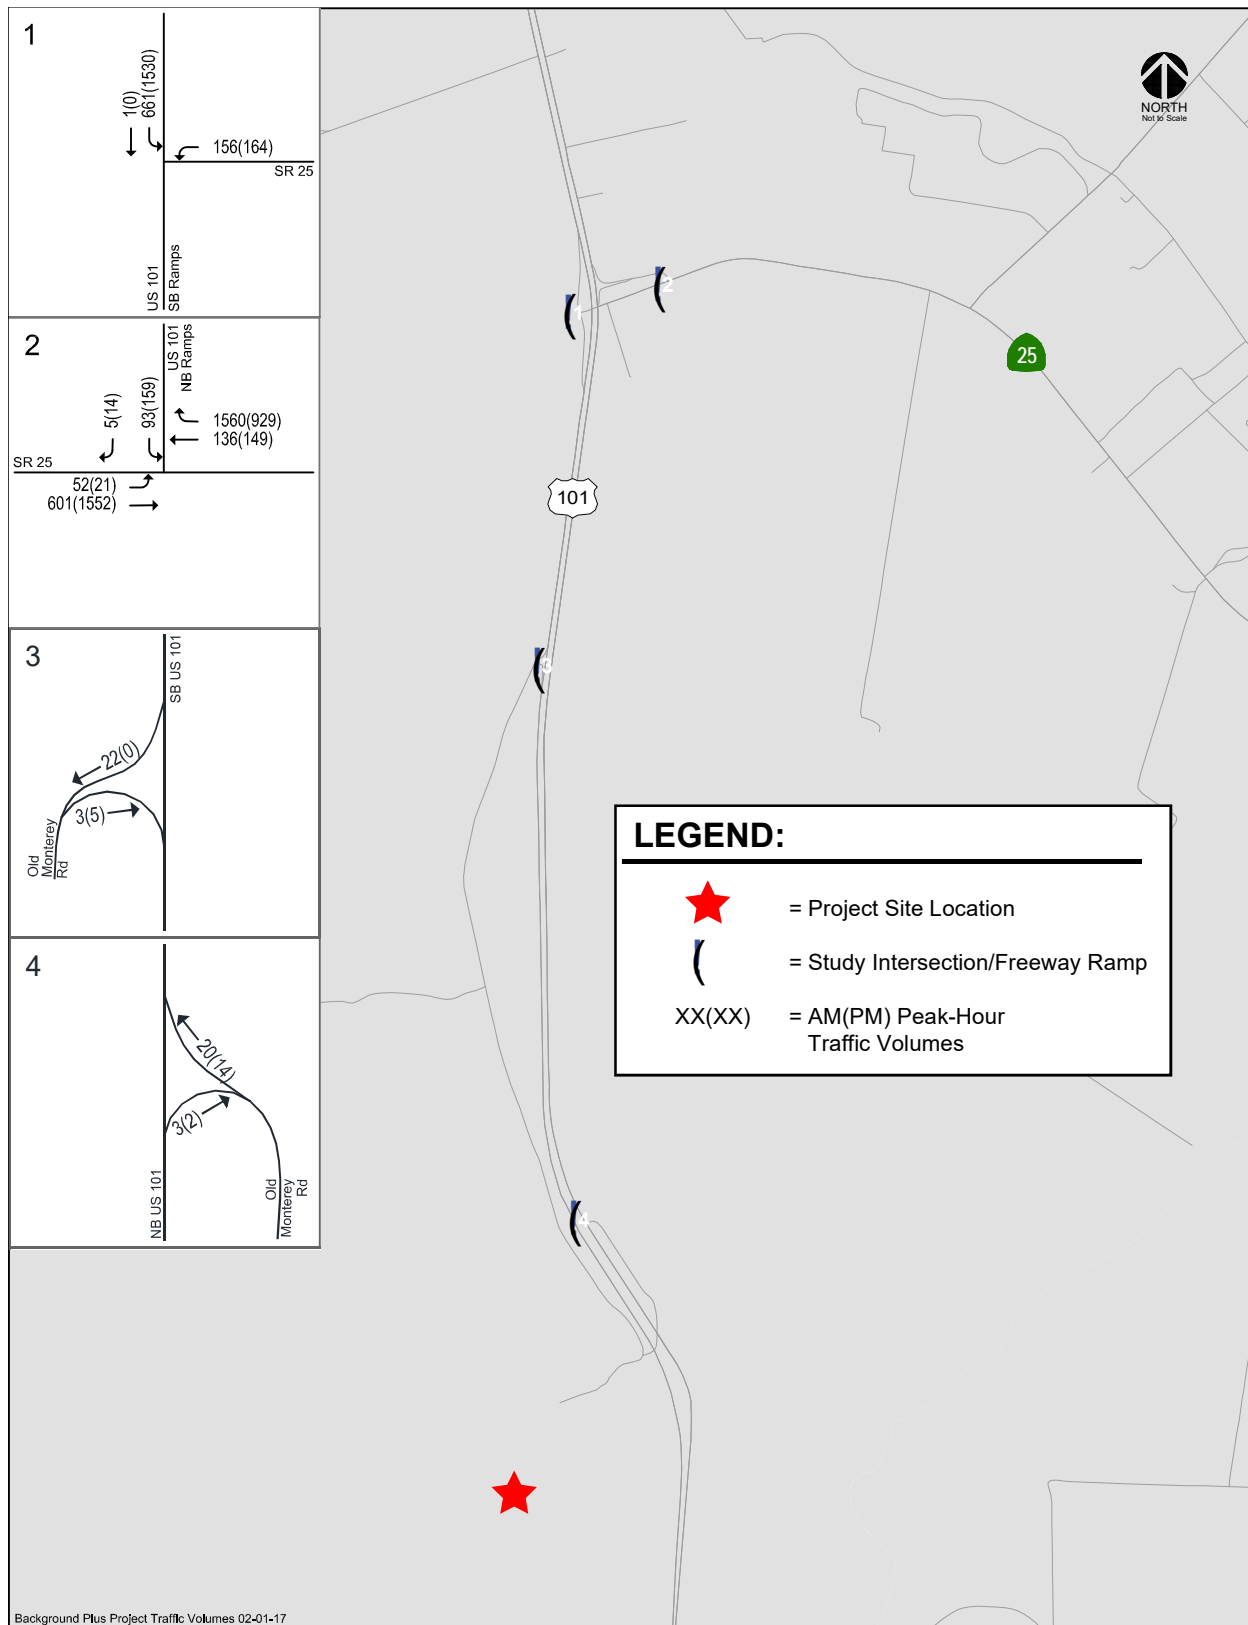 1
1(0)
661(1530)
156(164)
SR 25
US 101
SB Ramps
2
US 101
NB Ramps
5(14)
93(159)
1560(929)
136(149)
SR 25
52(21)
601(1552)
3
SB US 101
22(0)
3(5)
Old
Monterey
Rd
4
20(14)
3(2)
NB US 101
Old
Monterey
Rd
NORTH
Not to Scale
1
2
25
101
3
4
LEGEND:
= Project Site Location
= Study Intersection/Freeway Ramp
XX(XX) = AM(PM) Peak-Hour
Traffic Volumes
Background Plus Project Traffic Volumes 02-01-17